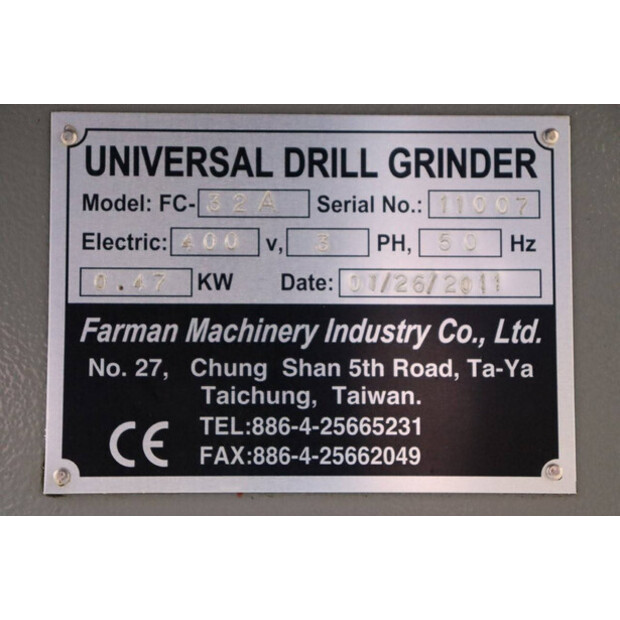 UNIVERSAL DRILL GRINDER
Model: FC-32A Serial No.: 11007
Electric: 400 v, 3 PH, 50 Hz
0.47 KW Date: 01/26/2011
Farman Machinery Industry Co., Ltd.
No. 27, Chung Shan 5th Road, Ta-Ya
Taichung, Taiwan.
TEL:886-4-25665231
CE FAX:886-4-25662049